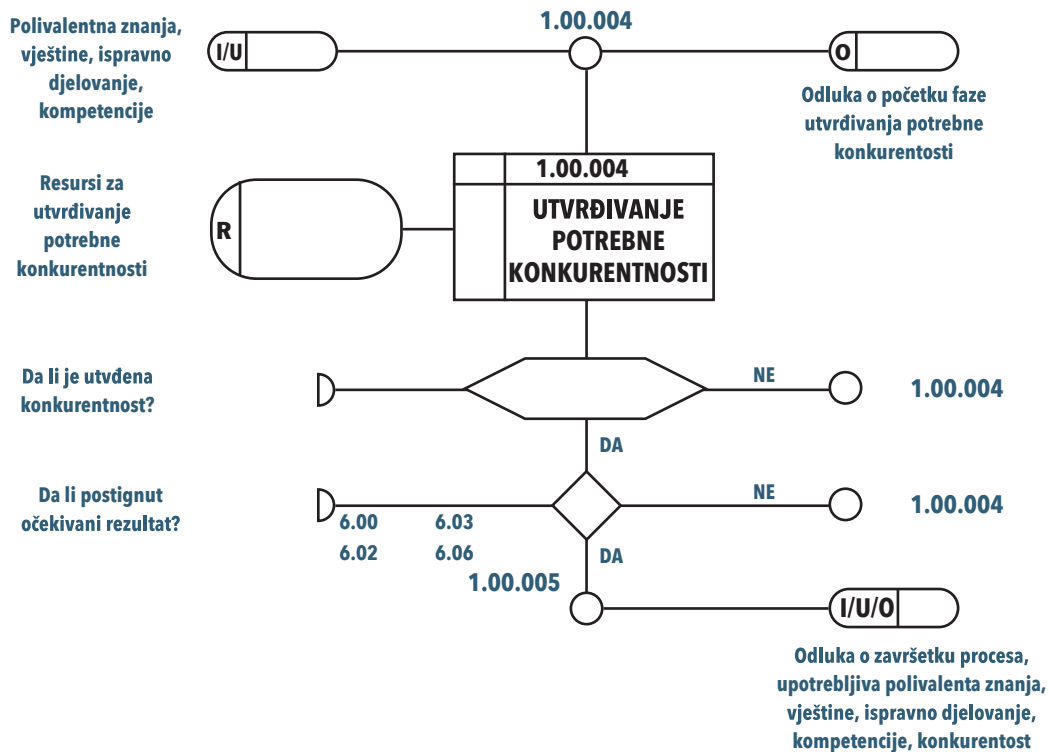 Polivalentna znanja,
vještine, ispravno
djelovanje,
kompetencije
I/U
1.00.004
O
Odluka o početku faze
utvrđivanja potrebne
konkurentosti
Resursi za
utvrđivanje
potrebne
konkurentnosti
R
1.00.004
UTVRĐIVANJE
POTREBNE
KONKURENTNOSTI
Da li je utvđena
konkurentnost?
NE
1.00.004
DA
Da li postignut
očekivani rezultat?
6.00 6.03
6.02 6.06
NE
1.00.004
DA
1.00.005
I/U/O
Odluka o završetku procesa,
upotrebljiva polivalenta znanja,
vještine, ispravno djelovanje,
kompetencije, konkurentost